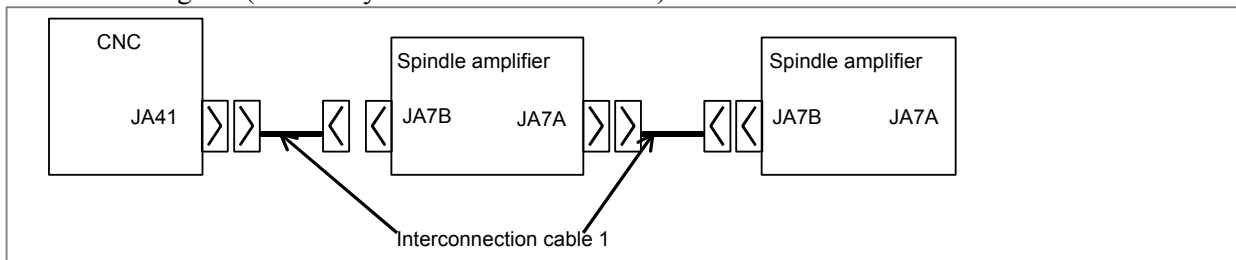 CNC
JA41
Spindle amplifier
JA7B
JA7A
Spindle amplifier
JA7B
JA7A
Interconnection cable 1